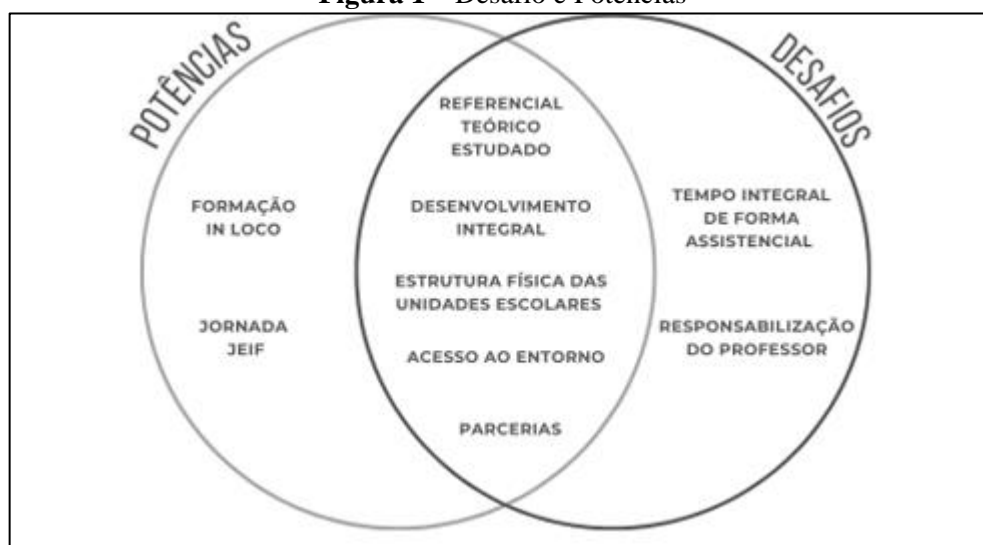 Figura 1 – Desafio e Potências
POTÊNCIAS
DESAFIOS
REFERENCIAL
TEÓRICO
ESTUDADO
FORMAÇÃO
IN LOCO
DESENVOLVIMENTO
INTEGRAL
TEMPO INTEGRAL
DE FORMA
ASSISTENCIAL
ESTRUTURA FÍSICA DAS
UNIDADES ESCOLARES
JORNADA
JEIF
ACESSO AO ENTORNO
RESPONSABILIZAÇÃO
DO PROFESSOR
PARCERIAS